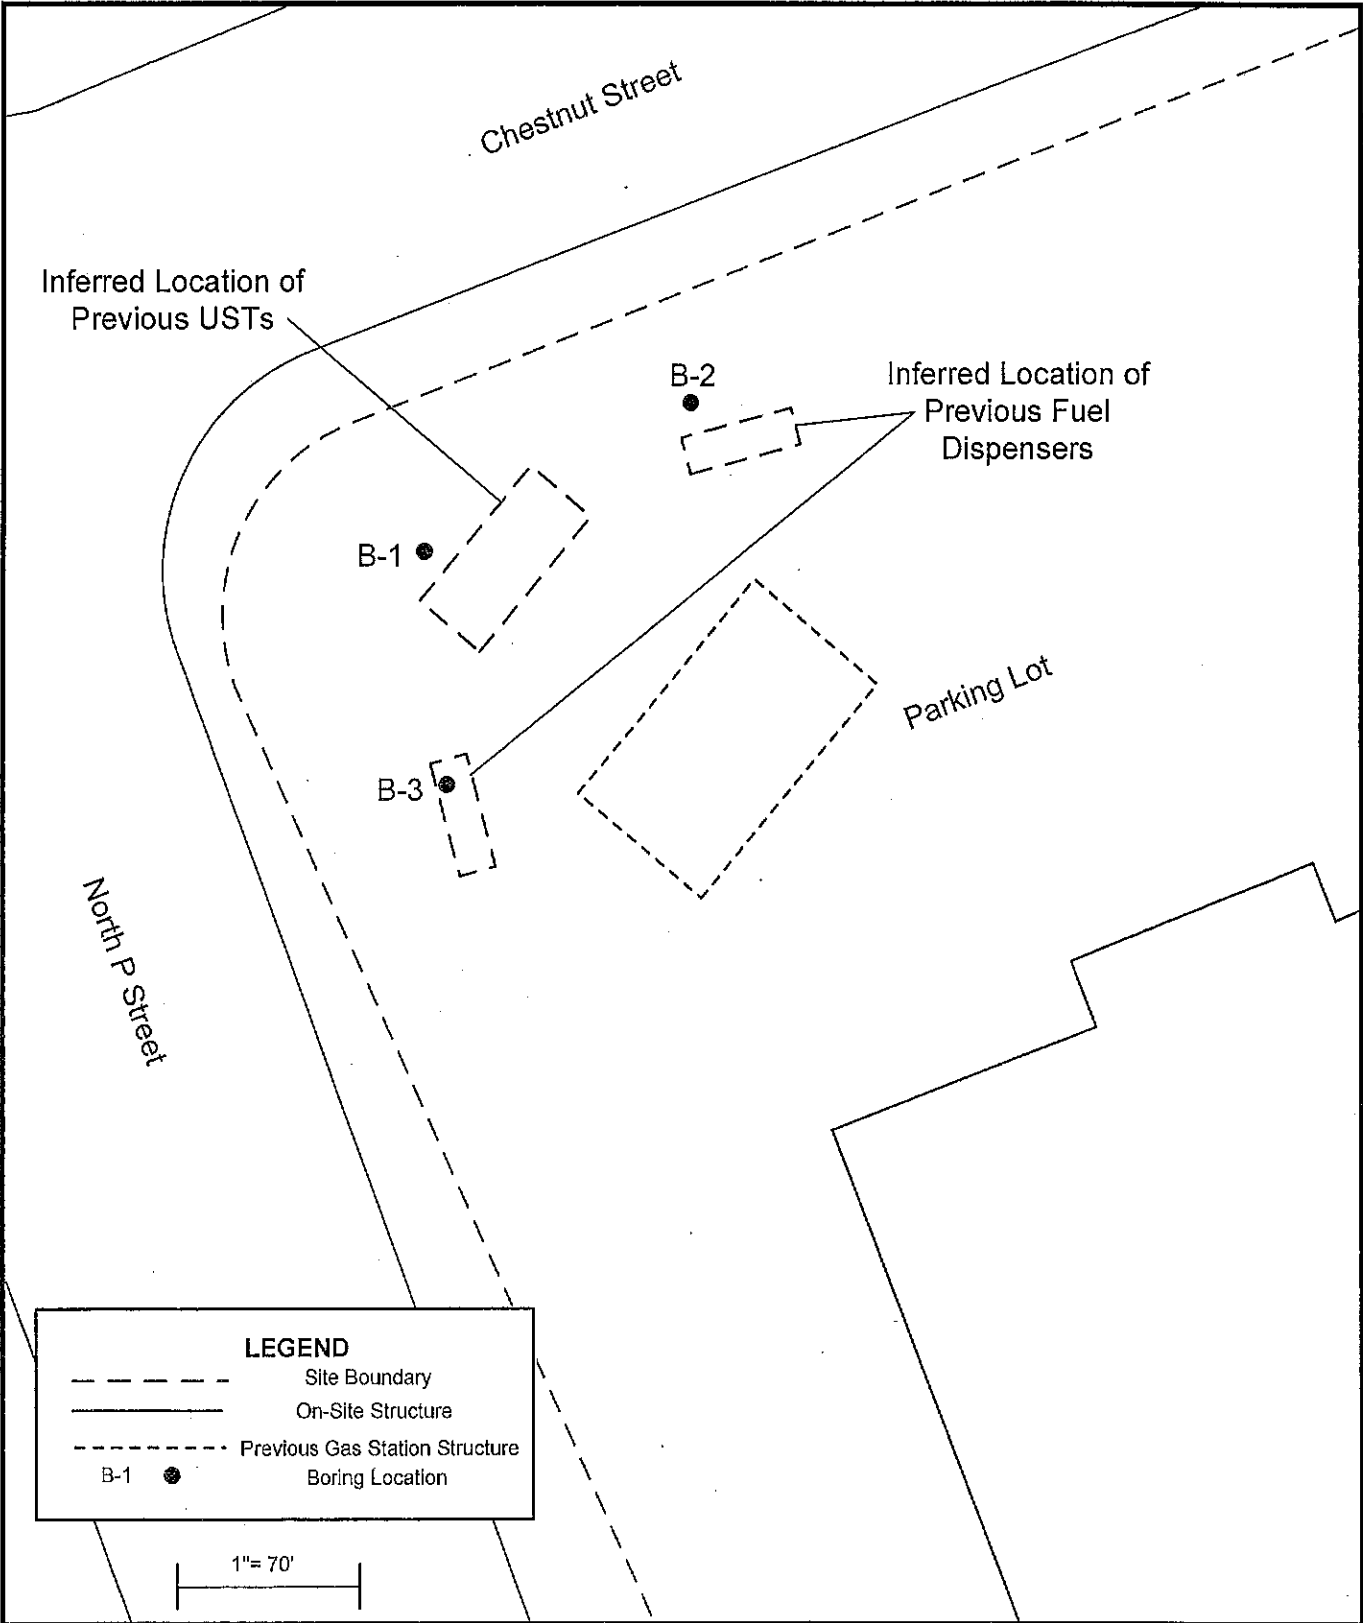 Chestnut Street
Inferred Location of
Previous USTs
B-2
Inferred Location of
Previous Fuel
Dispensers
B-1
Parking Lot
B-3
North P Street
LEGEND
Site Boundary
On-Site Structure
Previous Gas Station Structure
B-1 Boring Location
1"= 70'